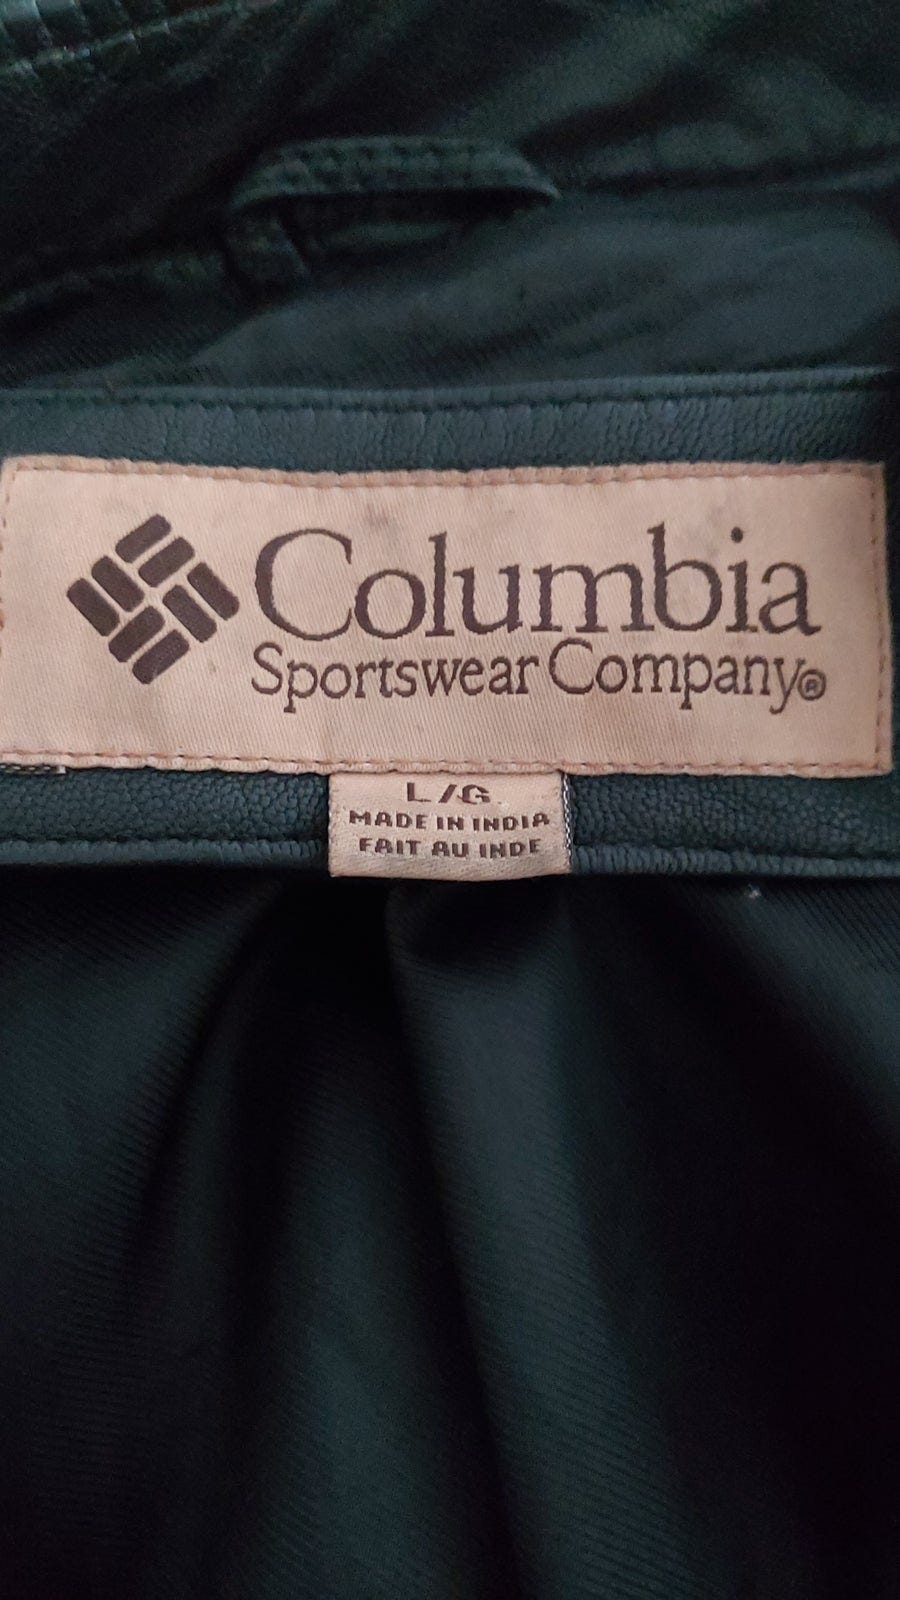 Columbia
Sportswear Company®
L/G
MADE IN INDIA
FAIT AU INDE